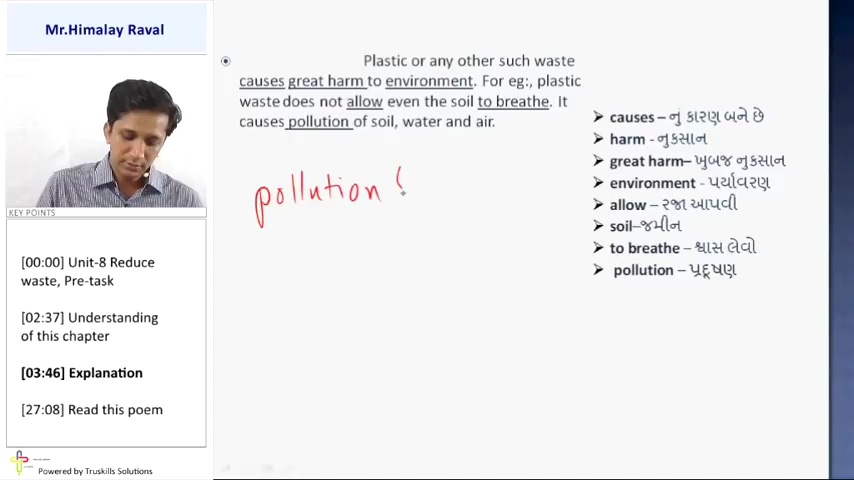 Mr.Himalay Raval
KEY POINTS
[00:00] Unit-8 Reduce
waste, Pre-task
[02:37] Understanding
of this chapter
[03:46] Explanation
[27:08] Read this poem
Powered by Truskills Solutions
Plastic or any other such waste
causes great harm to environment. For eg:, plastic
waste does not allow even the soil to breathe. It
causes pollution of soil, water and air.
pollution (
➢ causes – નું કારણ બને છે
➢ harm - નુકસાન
➢ great harm– ખુબજ નુકસાન
➢ environment - પર્યાવરણ
➢ allow – રજા આપવી
➢ soil–જમીન
➢ to breathe – શ્વાસ લેવો
➢ pollution – પ્રદૂષણ